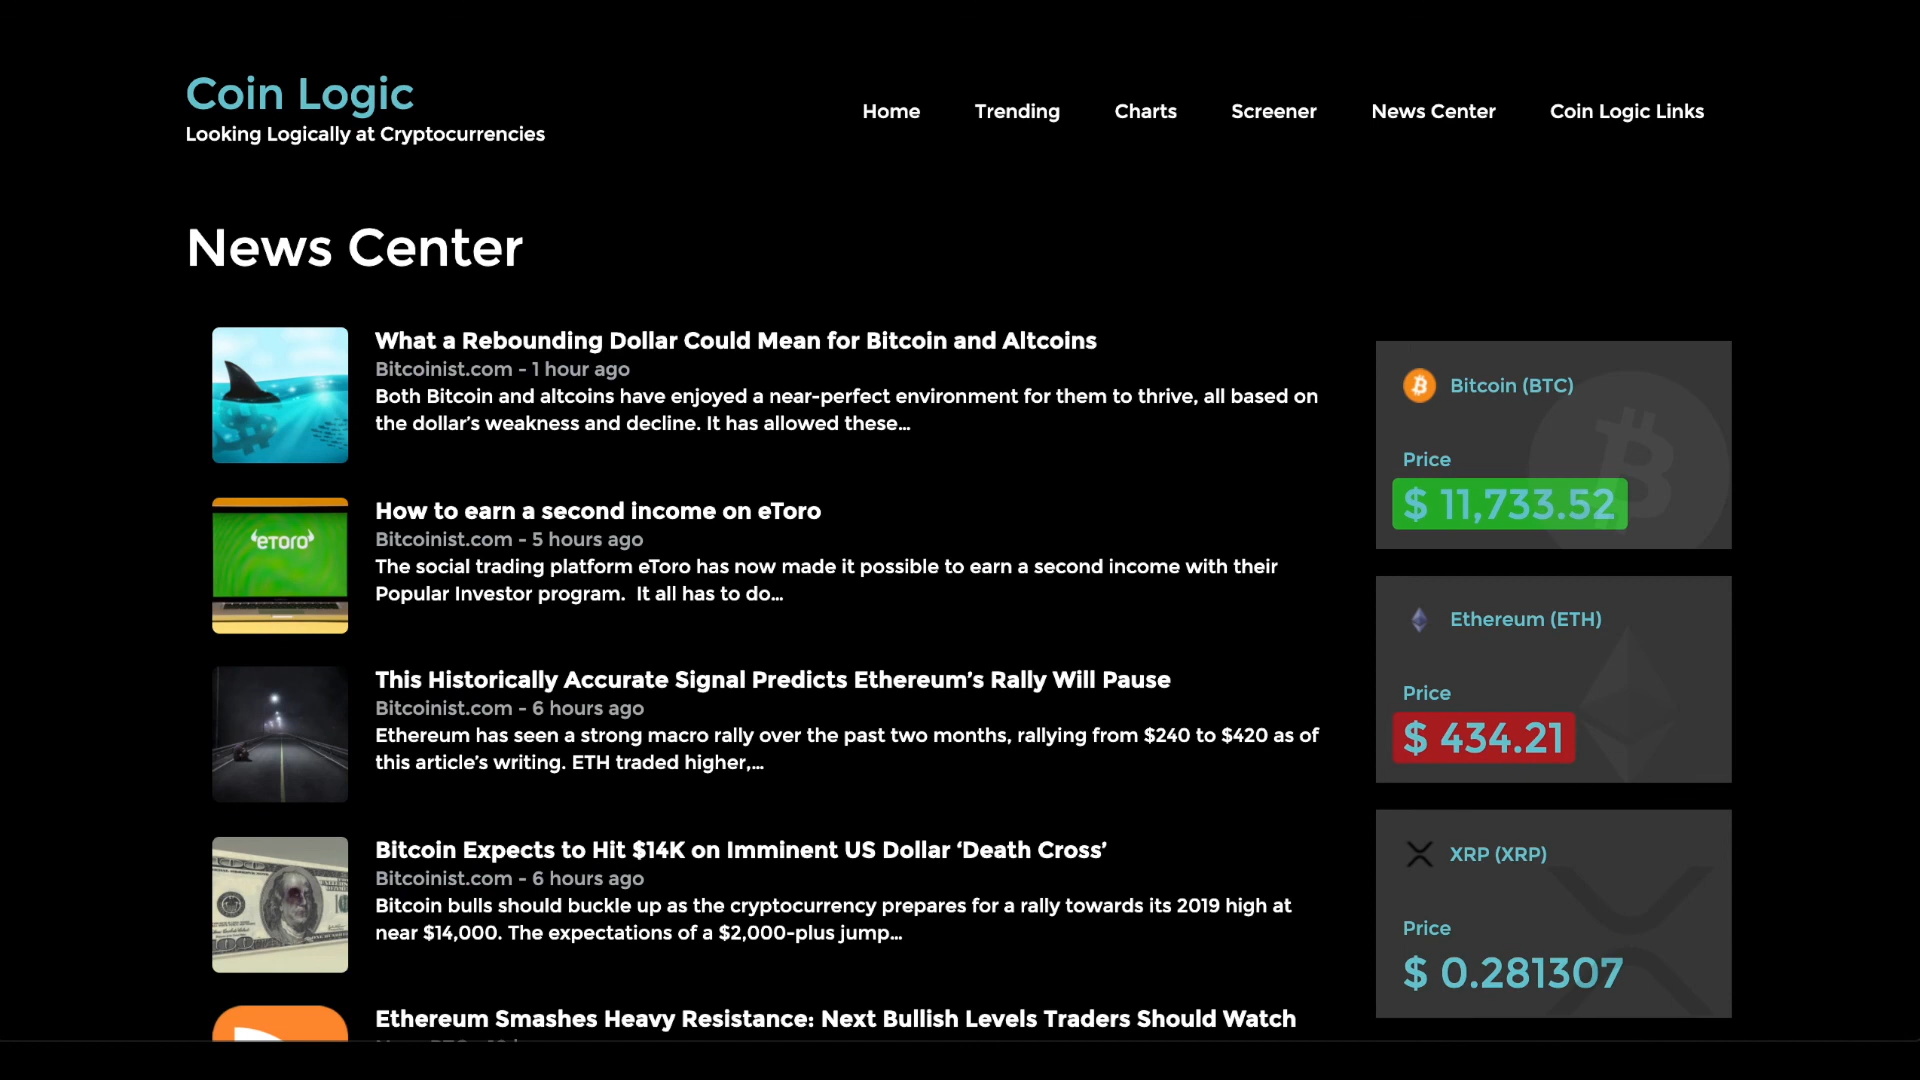 Coin Logic
Looking Logically at Cryptocurrencies
Home Trending Charts Screener News Center Coin Logic Links
News Center
What a Rebounding Dollar Could Mean for Bitcoin and Altcoins
Bitcoinist.com - 1 hour ago
Both Bitcoin and altcoins have enjoyed a near-perfect environment for them to thrive, all based on
the dollar’s weakness and decline. It has allowed these...
eToro
How to earn a second income on eToro
Bitcoinist.com - 5 hours ago
The social trading platform eToro has now made it possible to earn a second income with their
Popular Investor program.  It all has to do...
This Historically Accurate Signal Predicts Ethereum’s Rally Will Pause
Bitcoinist.com - 6 hours ago
Ethereum has seen a strong macro rally over the past two months, rallying from $240 to $420 as of
this article’s writing. ETH traded higher,...
Bitcoin Expects to Hit $14K on Imminent US Dollar ‘Death Cross’
Bitcoinist.com - 6 hours ago
Bitcoin bulls should buckle up as the cryptocurrency prepares for a rally towards its 2019 high at
near $14,000. The expectations of a $2,000-plus jump...
Ethereum Smashes Heavy Resistance: Next Bullish Levels Traders Should Watch
Bitcoin (BTC)
Price
$ 11,733.52
Ethereum (ETH)
Price
$ 434.21
XRP (XRP)
Price
$ 0.281307